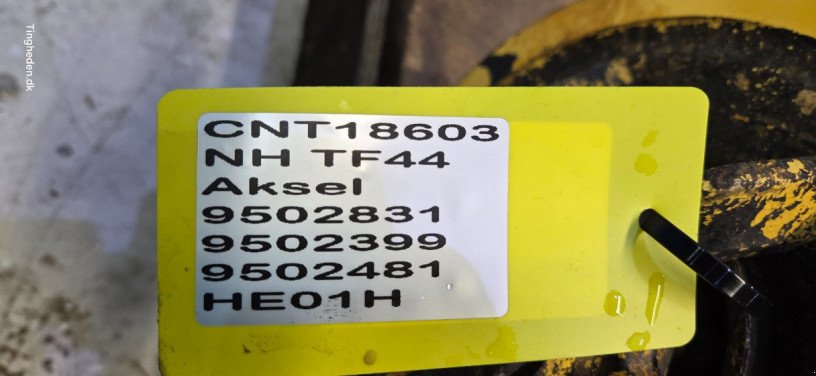 Tingheden.dk
CNT18603
NH TF44
Aksel
9502831
9502399
9502481
HE01H